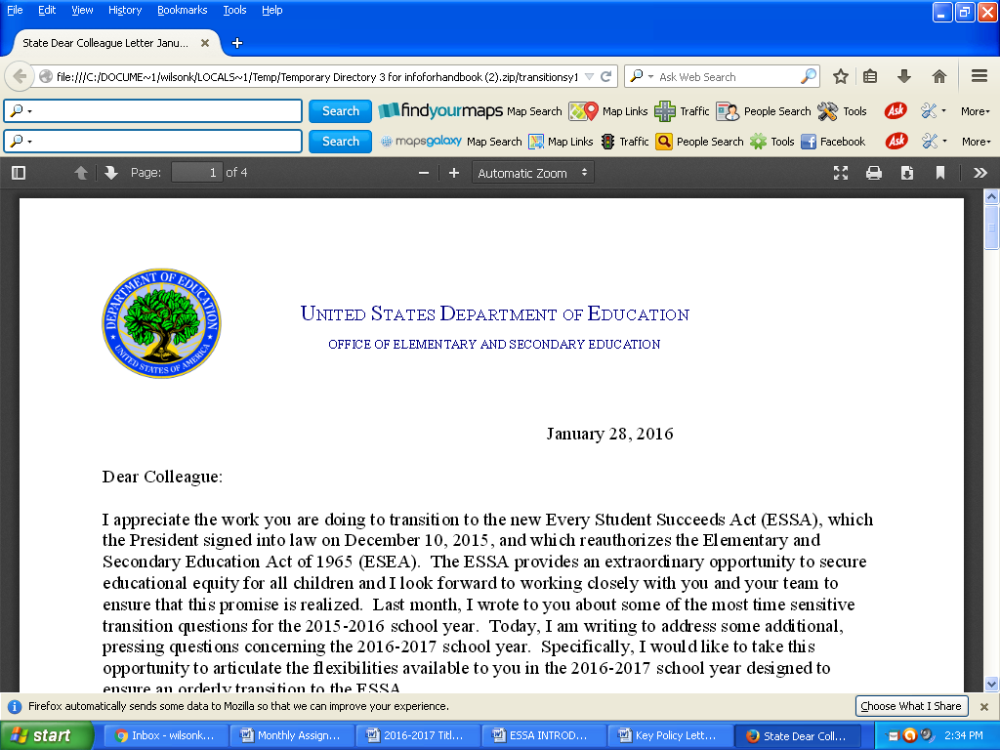 File Edit View History Bookmarks Tools Help
State Dear Colleague Letter Janu... × +
file:///C:/DOCUME~1/wilsonk/LOCALS~1/Temp/Temporary Directory 3 for infoforhandbook (2).zip/transitionsy1 Ask Web Search
Search findyourmaps Map Search Map Links Traffic People Search Tools Ask More
Search mapsgalaxy Map Search Map Links Traffic People Search Tools Facebook Ask More
Page: 1 of 4 − + Automatic Zoom
DEPARTMENT OF EDUCATION
UNITED STATES OF AMERICA
UNITED STATES DEPARTMENT OF EDUCATION
OFFICE OF ELEMENTARY AND SECONDARY EDUCATION
January 28, 2016
Dear Colleague:
I appreciate the work you are doing to transition to the new Every Student Succeeds Act (ESSA), which
the President signed into law on December 10, 2015, and which reauthorizes the Elementary and
Secondary Education Act of 1965 (ESEA).  The ESSA provides an extraordinary opportunity to secure
educational equity for all children and I look forward to working closely with you and your team to
ensure that this promise is realized.  Last month, I wrote to you about some of the most time sensitive
transition questions for the 2015-2016 school year.  Today, I am writing to address some additional,
pressing questions concerning the 2016-2017 school year.  Specifically, I would like to take this
opportunity to articulate the flexibilities available to you in the 2016-2017 school year designed to
ensure an orderly transition to the ESSA.
Firefox automatically sends some data to Mozilla so that we can improve your experience. Choose What I Share ×
start Inbox - wilsonk... Monthly Assign... 2016-2017 Titl... ESSA INTROD... Key Policy Lett... State Dear Coll... 2:34 PM